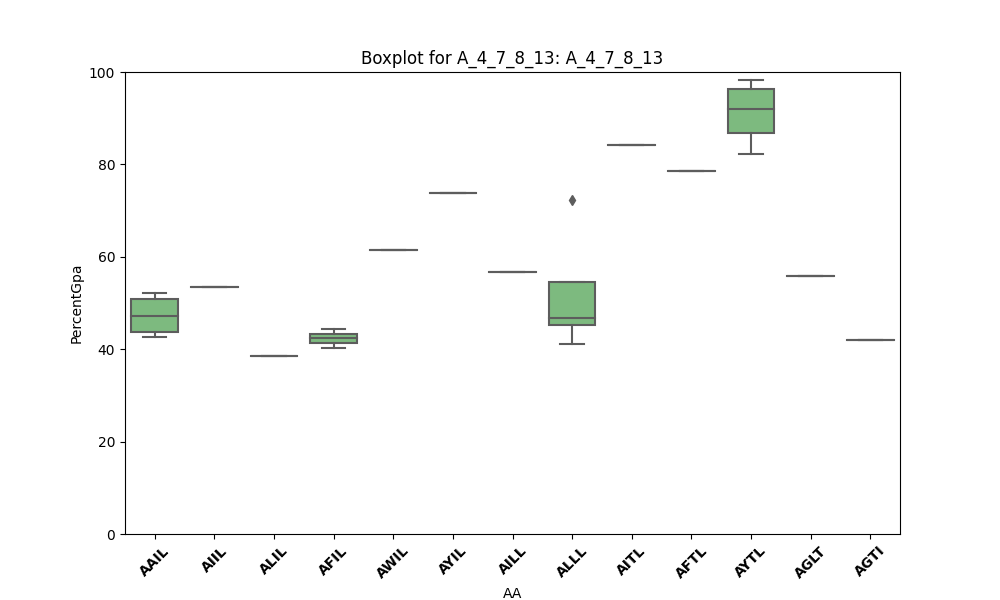 Boxplot for A_4_7_8_13: A_4_7_8_13
100
80
60
40
20
0
PercentGpa
AAIL
AIIL
ALIL
AFIL
AWIL
AYIL
AILL
ALLL
AITL
AFTL
AYTL
AGLT
AGTI
AA